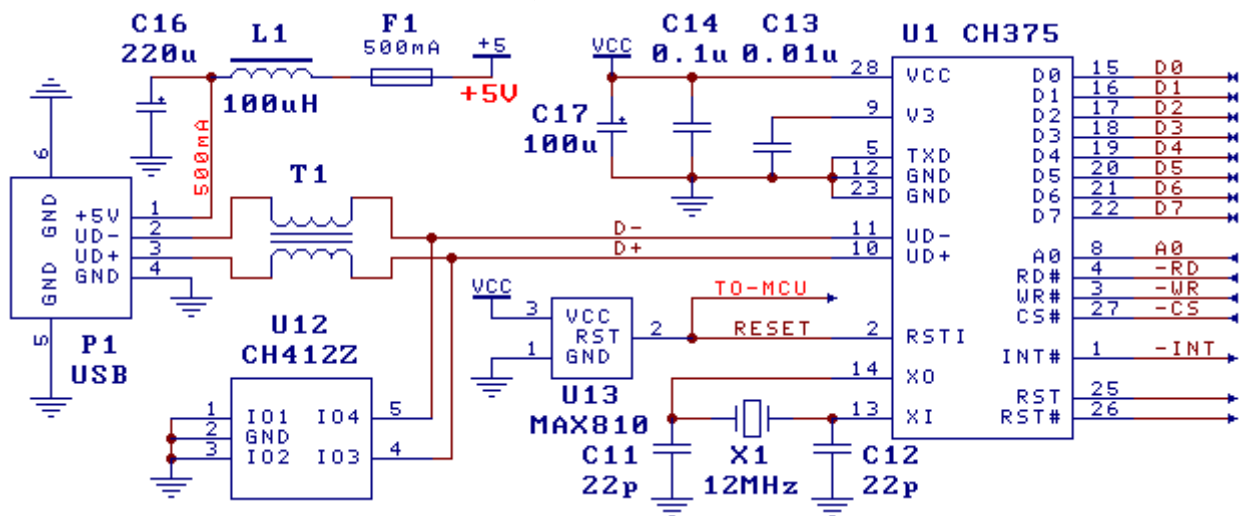 C16
220u
L1
100uH
F1
500mA
+5
+5V
500mA
VCC
C14
0.1u
C13
0.01u
C17
100u
U1 CH375
28 VCC
9 V3
5 TXD
12 GND
23 GND
11 UD-
10 UD+
2 RSTI
14 XO
13 XI
D0 15 D0
D1 16 D1
D2 17 D2
D3 18 D3
D4 19 D4
D5 20 D5
D6 21 D6
D7 22 D7
A0 8 A0
RD# 4 -RD
WR# 3 -WR
CS# 27 -CS
INT# 1 -INT
RST 25
RST# 26
T1
D-
D+
6
GND
+5V 1
UD- 2
UD+ 3
GND 4
GND
5
P1
USB
U12
CH412Z
1 IO1
2 GND
3 IO2
IO4 5
IO3 4
VCC
3 VCC
RST 2
1 GND
U13
MAX810
TO-MCU
RESET
C11
22p
X1
12MHz
C12
22p